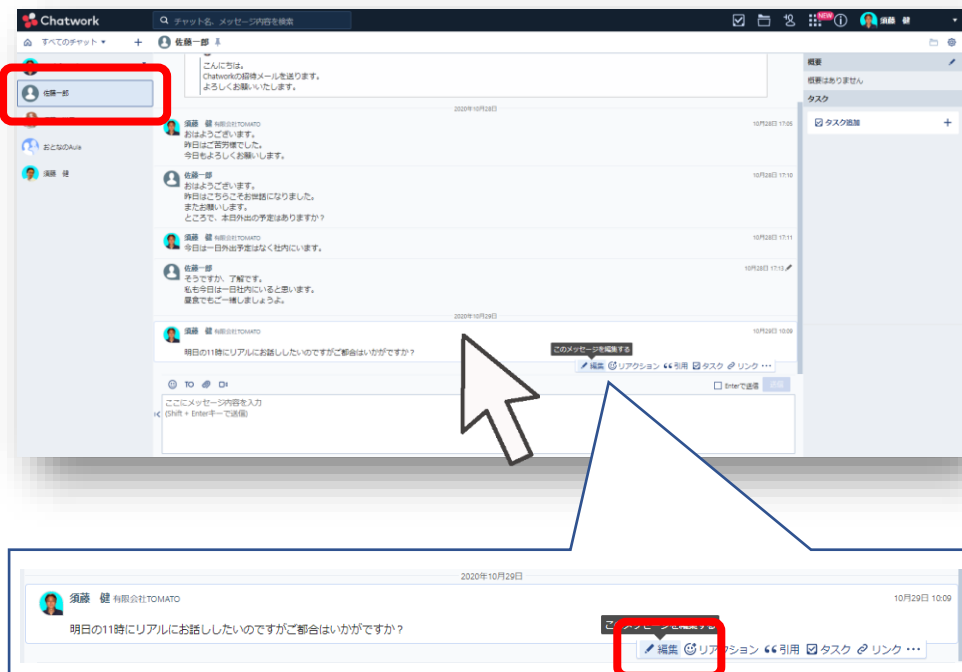 Chatwork
チャット名、メッセージ内容を検索
NEW
須藤 健
すべてのチャット
佐藤一郎
概要
こんにちは。
Chatworkの招待メールを送ります。
よろしくお願いいたします。
概要はありません
タスク
タスク追加
佐藤一郎
おとなのAula
須藤 健
2020年10月28日
須藤 健 有限会社TOMATO
10月28日 17:05
おはようございます。
昨日はご苦労様でした。
今日もよろしくお願いします。
佐藤一郎
10月28日 17:10
おはようございます。
昨日はこちらこそお世話になりました。
またお願いします。
ところで、本日外出の予定はありますか？
須藤 健 有限会社TOMATO
10月28日 17:11
今日は一日外出予定はなく社内にいます。
佐藤一郎
10月28日 17:13
そうですか、了解です。
私も今日は一日社内にいると思います。
昼食でもご一緒しましょうよ。
2020年10月29日
須藤 健 有限会社TOMATO
10月29日 10:09
明日の11時にリアルにお話ししたいのですがご都合はいかがですか？
このメッセージを編集する
編集 リアクション 引用 タスク リンク
TO
Enterで送信
送信
ここにメッセージ内容を入力
(Shift + Enterキーで送信)
2020年10月29日
須藤 健 有限会社TOMATO
10月29日 10:09
明日の11時にリアルにお話ししたいのですがご都合はいかがですか？
このメッセージを編集する
編集 リアクション 引用 タスク リンク